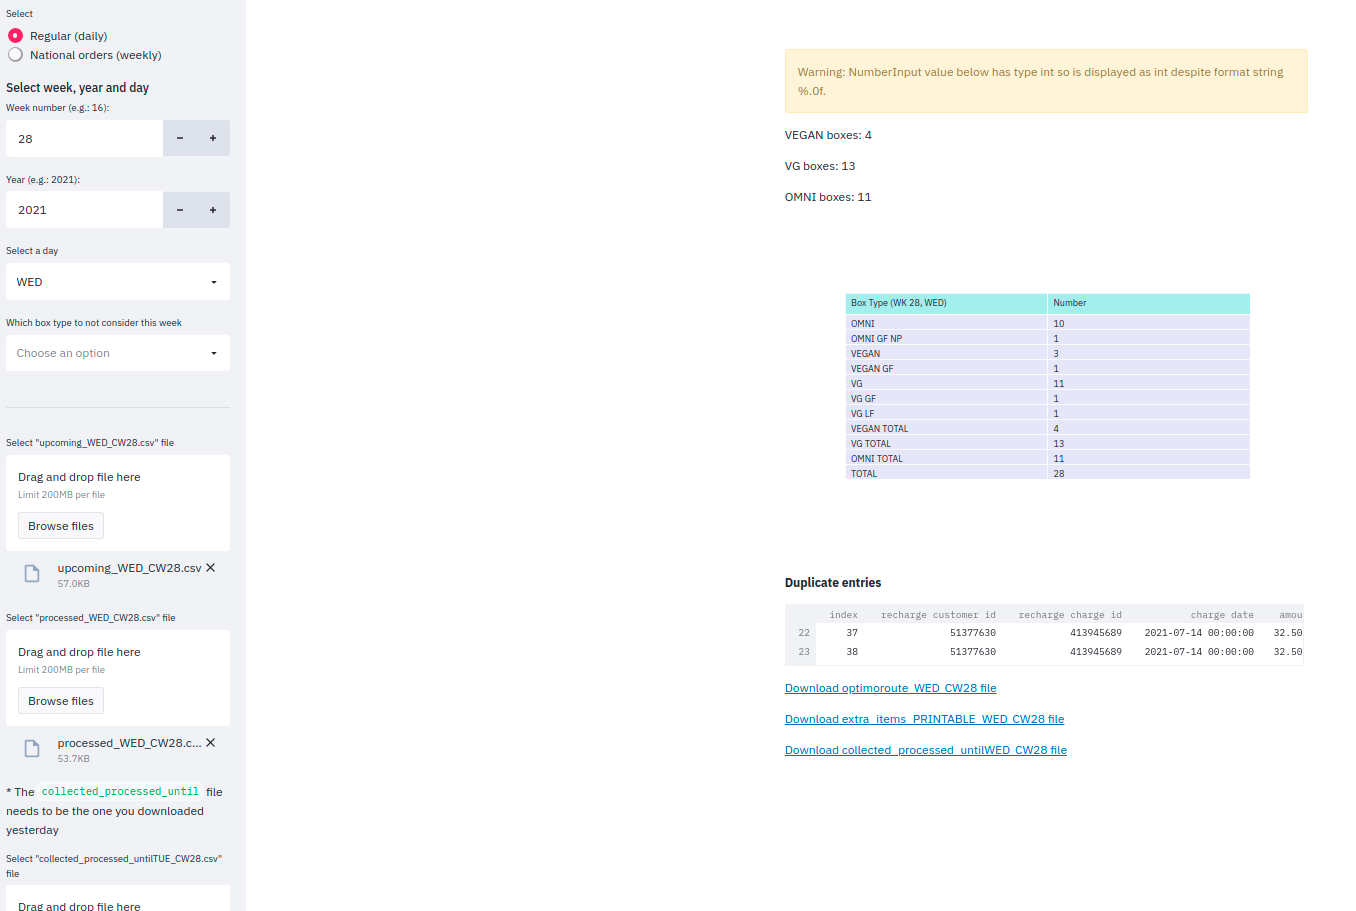 Select
Regular (daily)
National orders (weekly)
Select week, year and day
Week number (e.g.: 16):
28
−
+
Year (e.g.: 2021):
2021
−
+
Select a day
WED
Which box type to not consider this week
Choose an option
Select "upcoming_WED_CW28.csv" file
Drag and drop file here
Limit 200MB per file
Browse files
upcoming_WED_CW28.csv
57.0KB
Select "processed_WED_CW28.csv" file
Drag and drop file here
Limit 200MB per file
Browse files
processed_WED_CW28.c...
53.7KB
* The collected_processed_until file
needs to be the one you downloaded
yesterday
Select "collected_processed_untilTUE_CW28.csv"
file
Drag and drop file here
Warning: NumberInput value below has type int so is displayed as int despite format string
%.0f.
VEGAN boxes: 4
VG boxes: 13
OMNI boxes: 11
Box Type (WK 28, WED) Number
OMNI 10
OMNI GF NP 1
VEGAN 3
VEGAN GF 1
VG 11
VG GF 1
VG LF 1
VEGAN TOTAL 4
VG TOTAL 13
OMNI TOTAL 11
TOTAL 28
Duplicate entries
index recharge customer id recharge charge id charge date amou
22 37 51377630 413945689 2021-07-14 00:00:00 32.50
23 38 51377630 413945689 2021-07-14 00:00:00 32.50
Download optimoroute_WED_CW28 file
Download extra_items_PRINTABLE_WED_CW28 file
Download collected_processed_untilWED_CW28 file